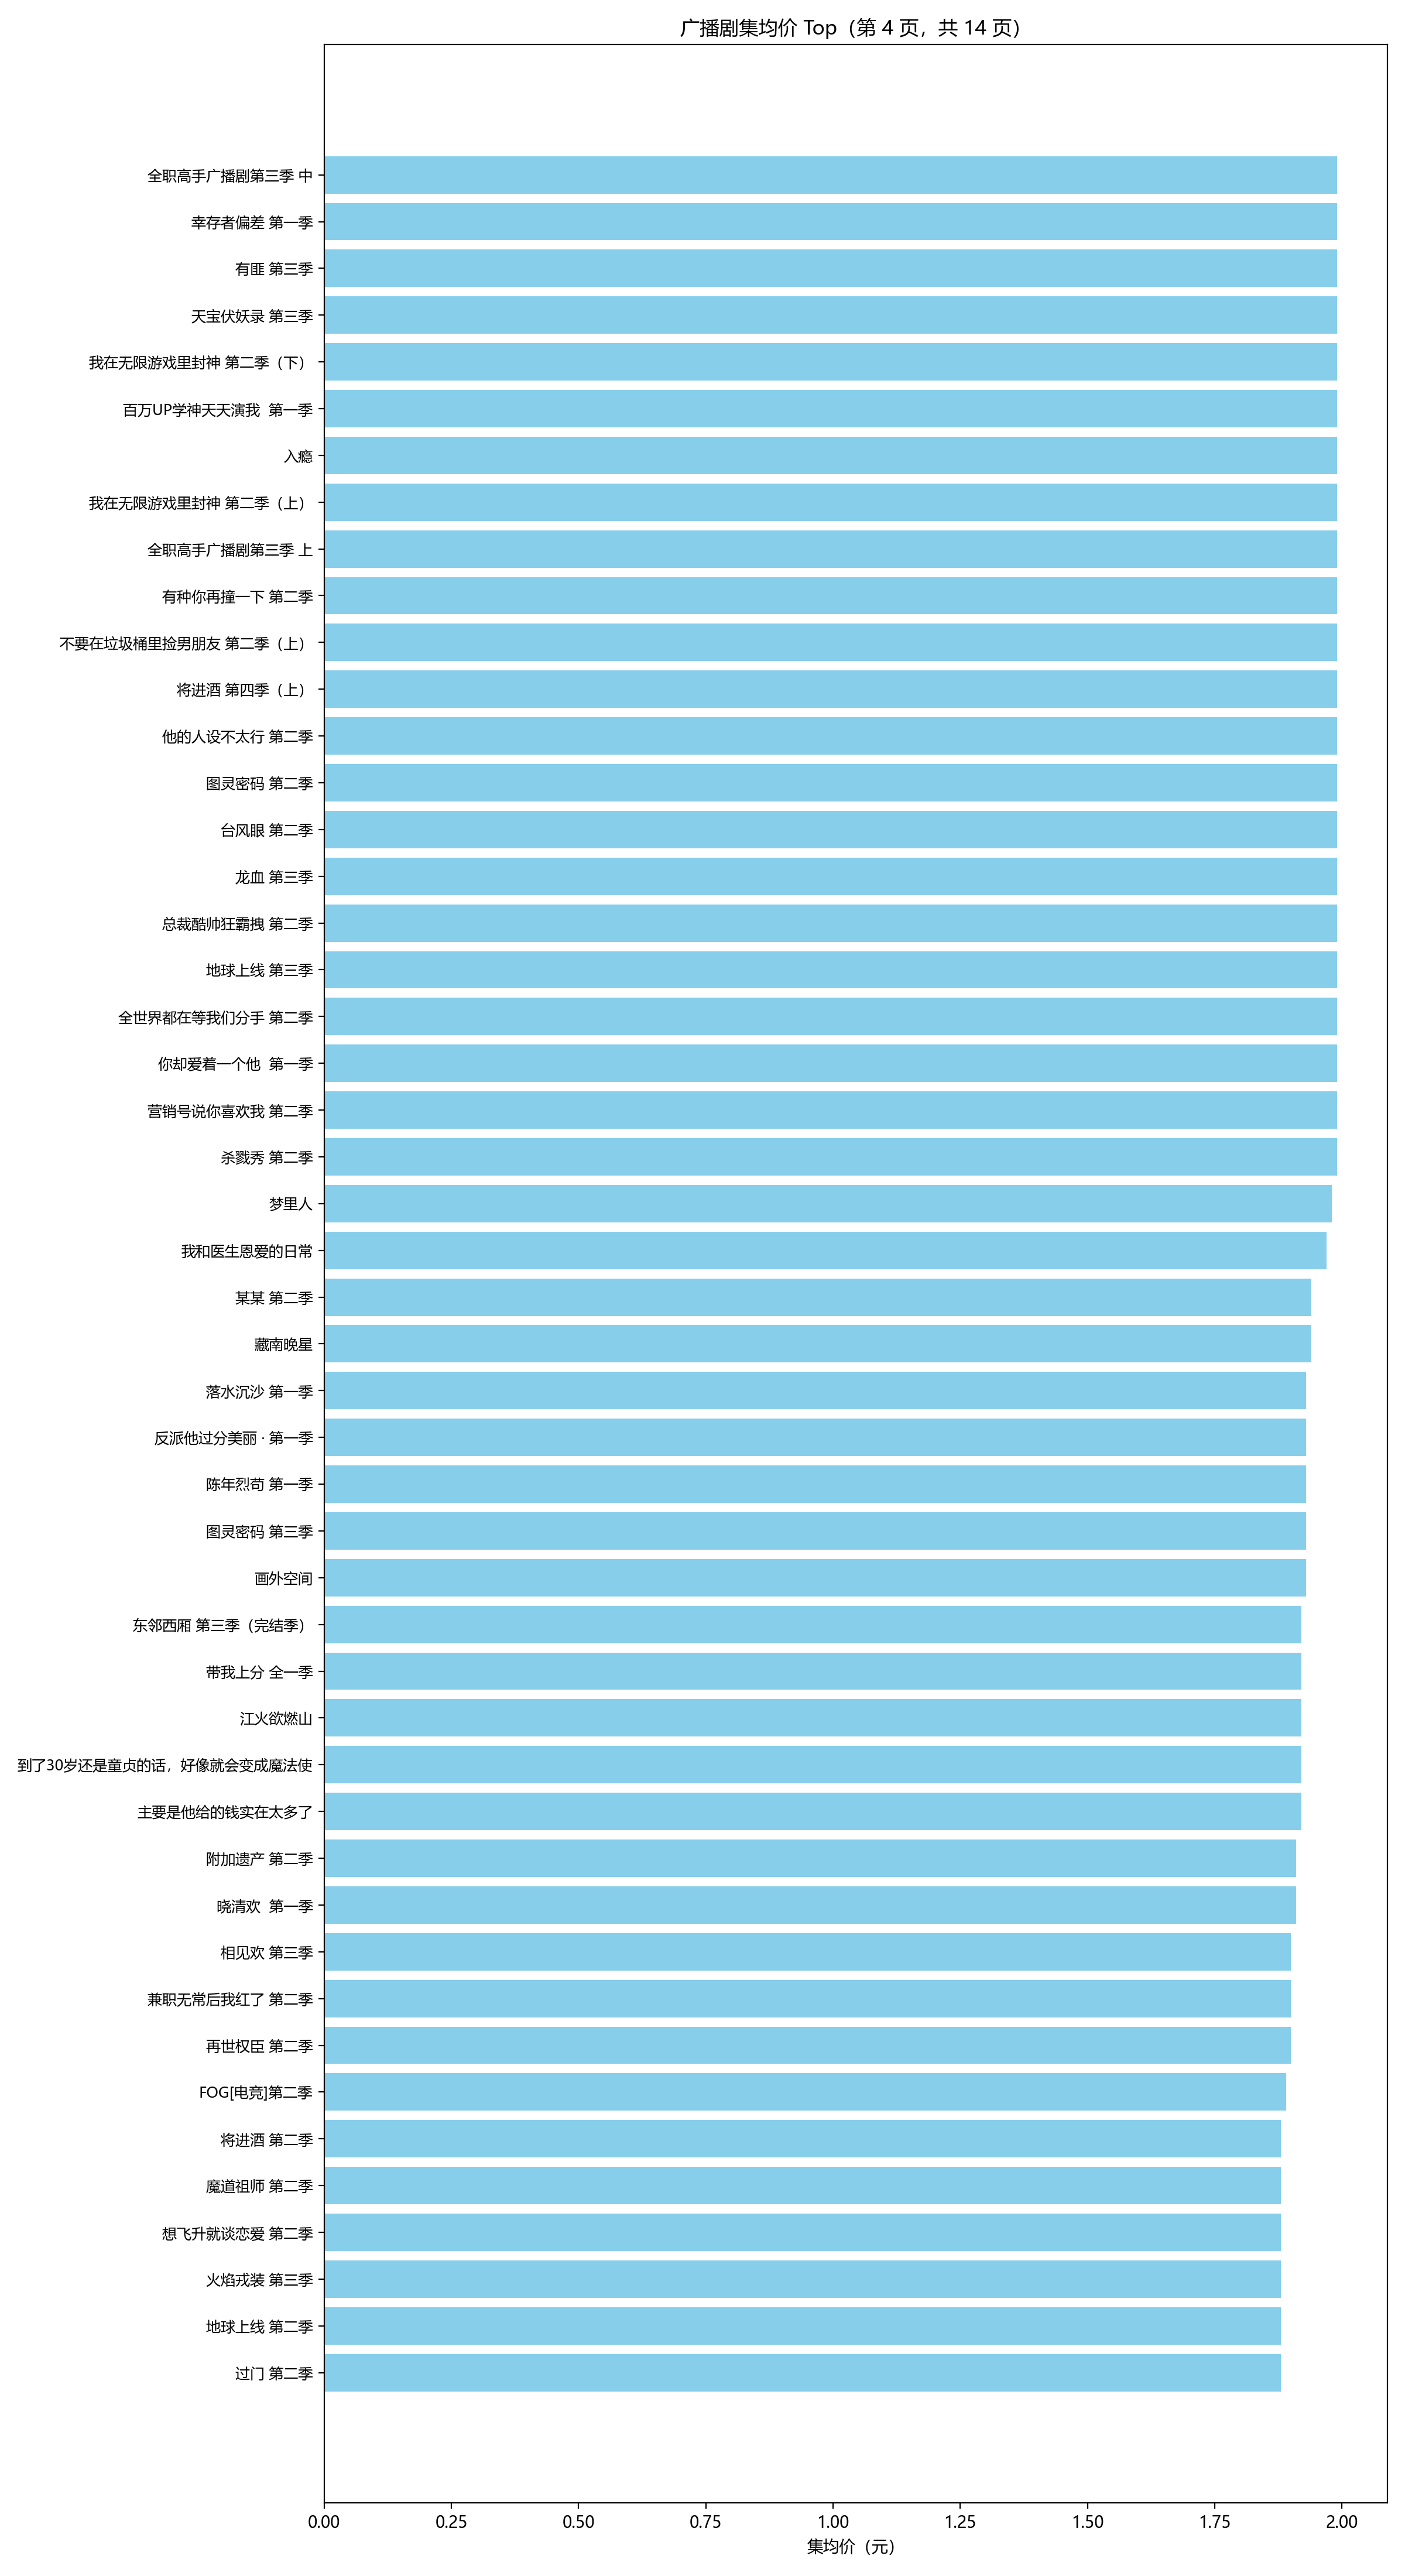 广播剧集均价 Top（第 4 页，共 14 页）
全职高手广播剧第三季 中
幸存者偏差 第一季
有匪 第三季
天宝伏妖录 第三季
我在无限游戏里封神 第二季（下）
百万UP学神天天演我  第一季
入瘾
我在无限游戏里封神 第二季（上）
全职高手广播剧第三季 上
有种你再撞一下 第二季
不要在垃圾桶里捡男朋友 第二季（上）
将进酒 第四季（上）
他的人设不太行 第二季
图灵密码 第二季
台风眼 第二季
龙血 第三季
总裁酷帅狂霸拽 第二季
地球上线 第三季
全世界都在等我们分手 第二季
你却爱着一个他  第一季
营销号说你喜欢我 第二季
杀戮秀 第二季
梦里人
我和医生恩爱的日常
某某 第二季
藏南晚星
落水沉沙 第一季
反派他过分美丽 · 第一季
陈年烈苟 第一季
图灵密码 第三季
画外空间
东邻西厢 第三季（完结季）
带我上分 全一季
江火欲燃山
到了30岁还是童贞的话，好像就会变成魔法使
主要是他给的钱实在太多了
附加遗产 第二季
晓清欢  第一季
相见欢 第三季
兼职无常后我红了 第二季
再世权臣 第二季
FOG[电竞]第二季
将进酒 第二季
魔道祖师 第二季
想飞升就谈恋爱 第二季
火焰戎装 第三季
地球上线 第二季
过门 第二季
0.00 0.25 0.50 0.75 1.00 1.25 1.50 1.75 2.00
集均价（元）